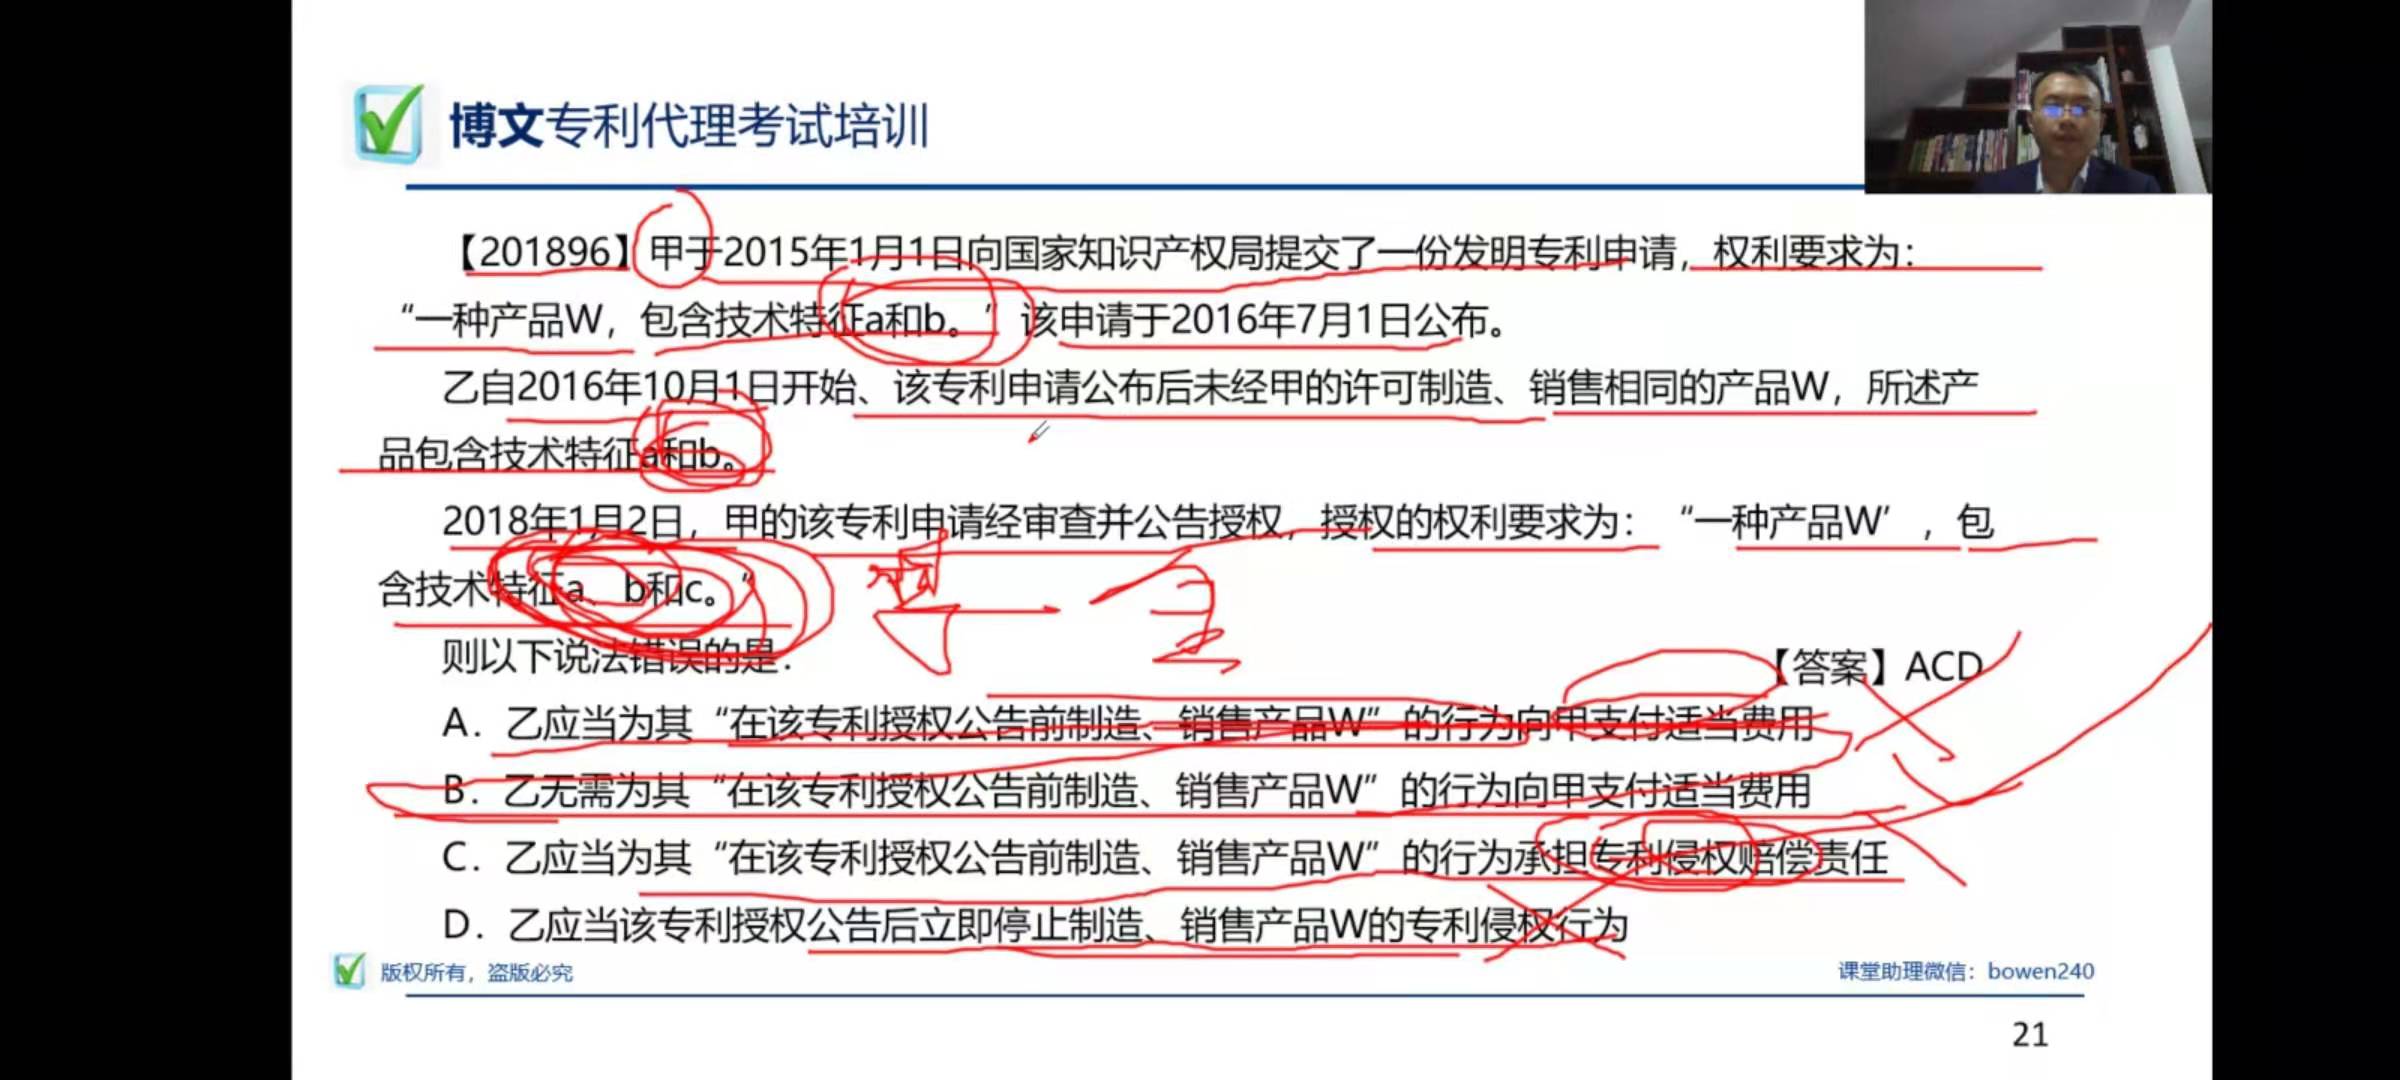 博文专利代理考试培训
【201896】甲于2015年1月1日向国家知识产权局提交了一份发明专利申请，权利要求为：
“一种产品W，包含技术特征a和b。”该申请于2016年7月1日公布。
乙自2016年10月1日开始、该专利申请公布后未经甲的许可制造、销售相同的产品W，所述产
品包含技术特征a和b。
2018年1月2日，甲的该专利申请经审查并公告授权，授权的权利要求为：“一种产品W’，包
含技术特征a、b和c。”
则以下说法错误的是．
【答案】ACD
A．乙应当为其“在该专利授权公告前制造、销售产品W”的行为向甲支付适当费用
B．乙无需为其“在该专利授权公告前制造、销售产品W”的行为向甲支付适当费用
C．乙应当为其“在该专利授权公告前制造、销售产品W”的行为承担专利侵权赔偿责任
D．乙应当该专利授权公告后立即停止制造、销售产品W的专利侵权行为
版权所有，盗版必究
课堂助理微信：bowen240
21